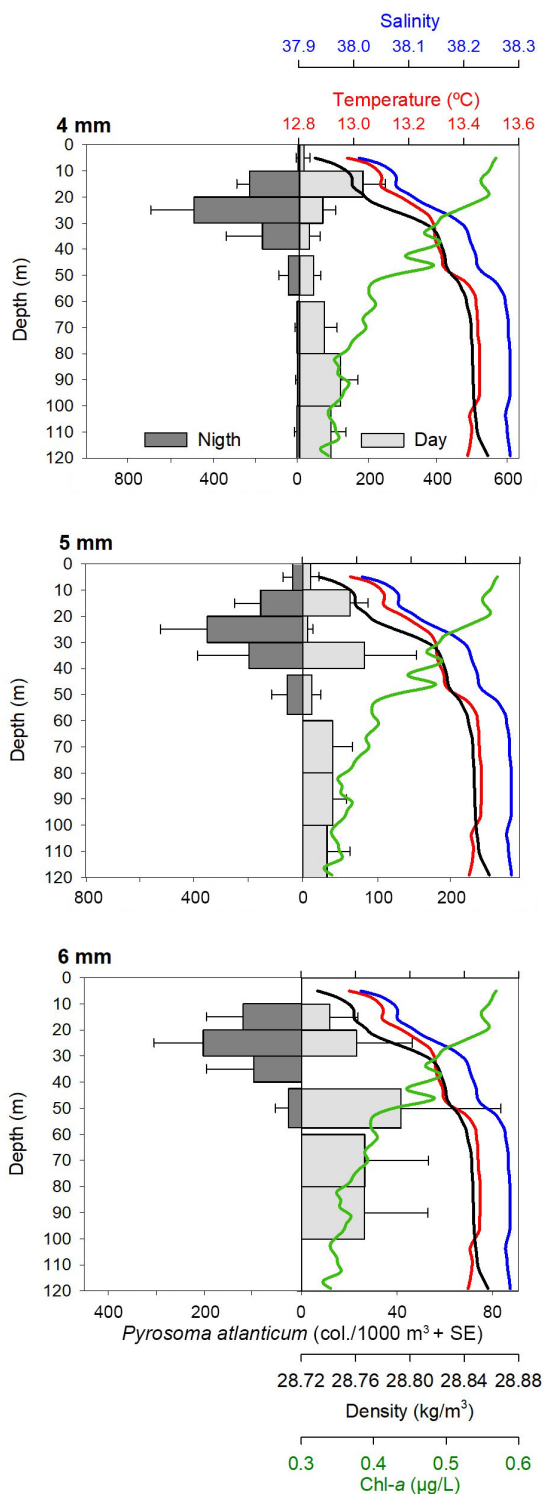 Salinity
37.9 38.0 38.1 38.2 38.3
Temperature (ºC)
4 mm
12.8 13.0 13.2 13.4 13.6
0
10
20
30
40
50
60
70
80
90
100
110
120
Depth (m)
Nigth Day
800 400 0 200 400 600
5 mm
0
10
20
30
40
50
60
70
80
90
100
110
120
Depth (m)
800 400 0 100 200
6 mm
0
10
20
30
40
50
60
70
80
90
100
110
120
Depth (m)
400 200 0 40 80
Pyrosoma atlanticum (col./1000 m³ + SE)
28.72 28.76 28.80 28.84 28.88
Density (kg/m³)
0.3 0.4 0.5 0.6
Chl-a (µg/L)